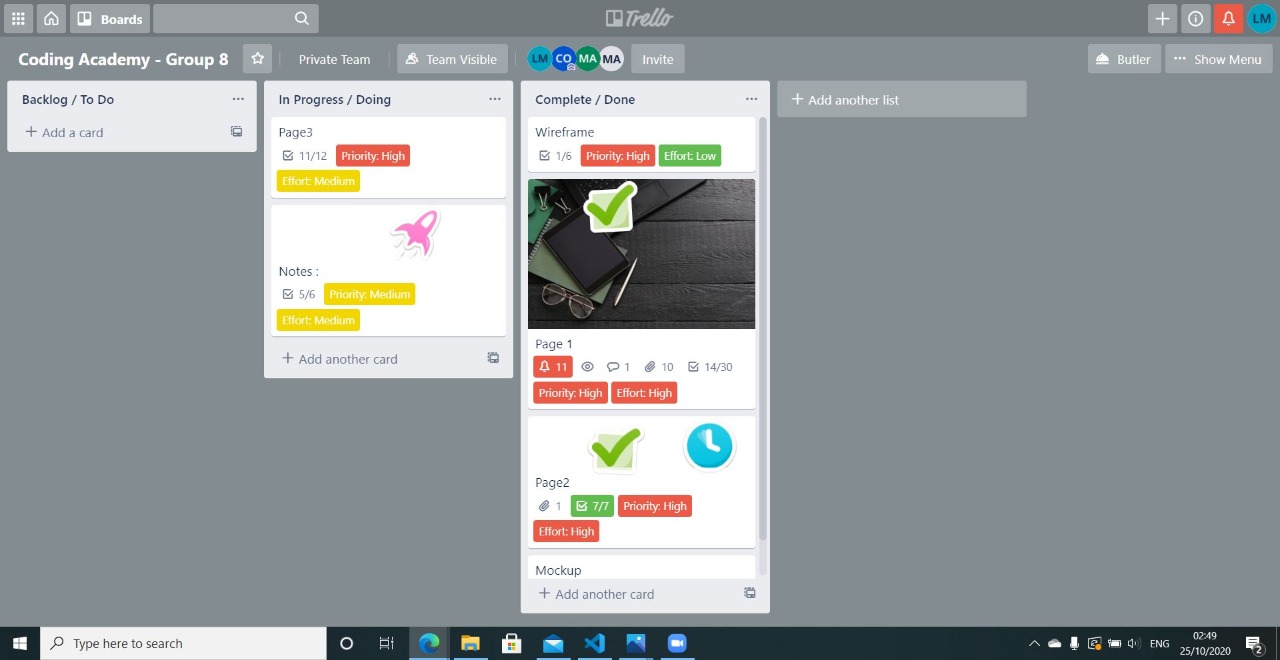 Boards
Trello
LM
Coding Academy - Group 8
Private Team
Team Visible
LM CO MA MA
Invite
Butler
Show Menu
Backlog / To Do
Add a card
In Progress / Doing
Page3
11/12 Priority: High
Effort: Medium
Notes :
5/6 Priority: Medium
Effort: Medium
Add another card
Complete / Done
Wireframe
1/6 Priority: High Effort: Low
Page 1
11 1 10 14/30
Priority: High Effort: High
Page2
1 7/7 Priority: High
Effort: High
Mockup
Add another card
Add another list
Type here to search
ENG
02:49
25/10/2020
2